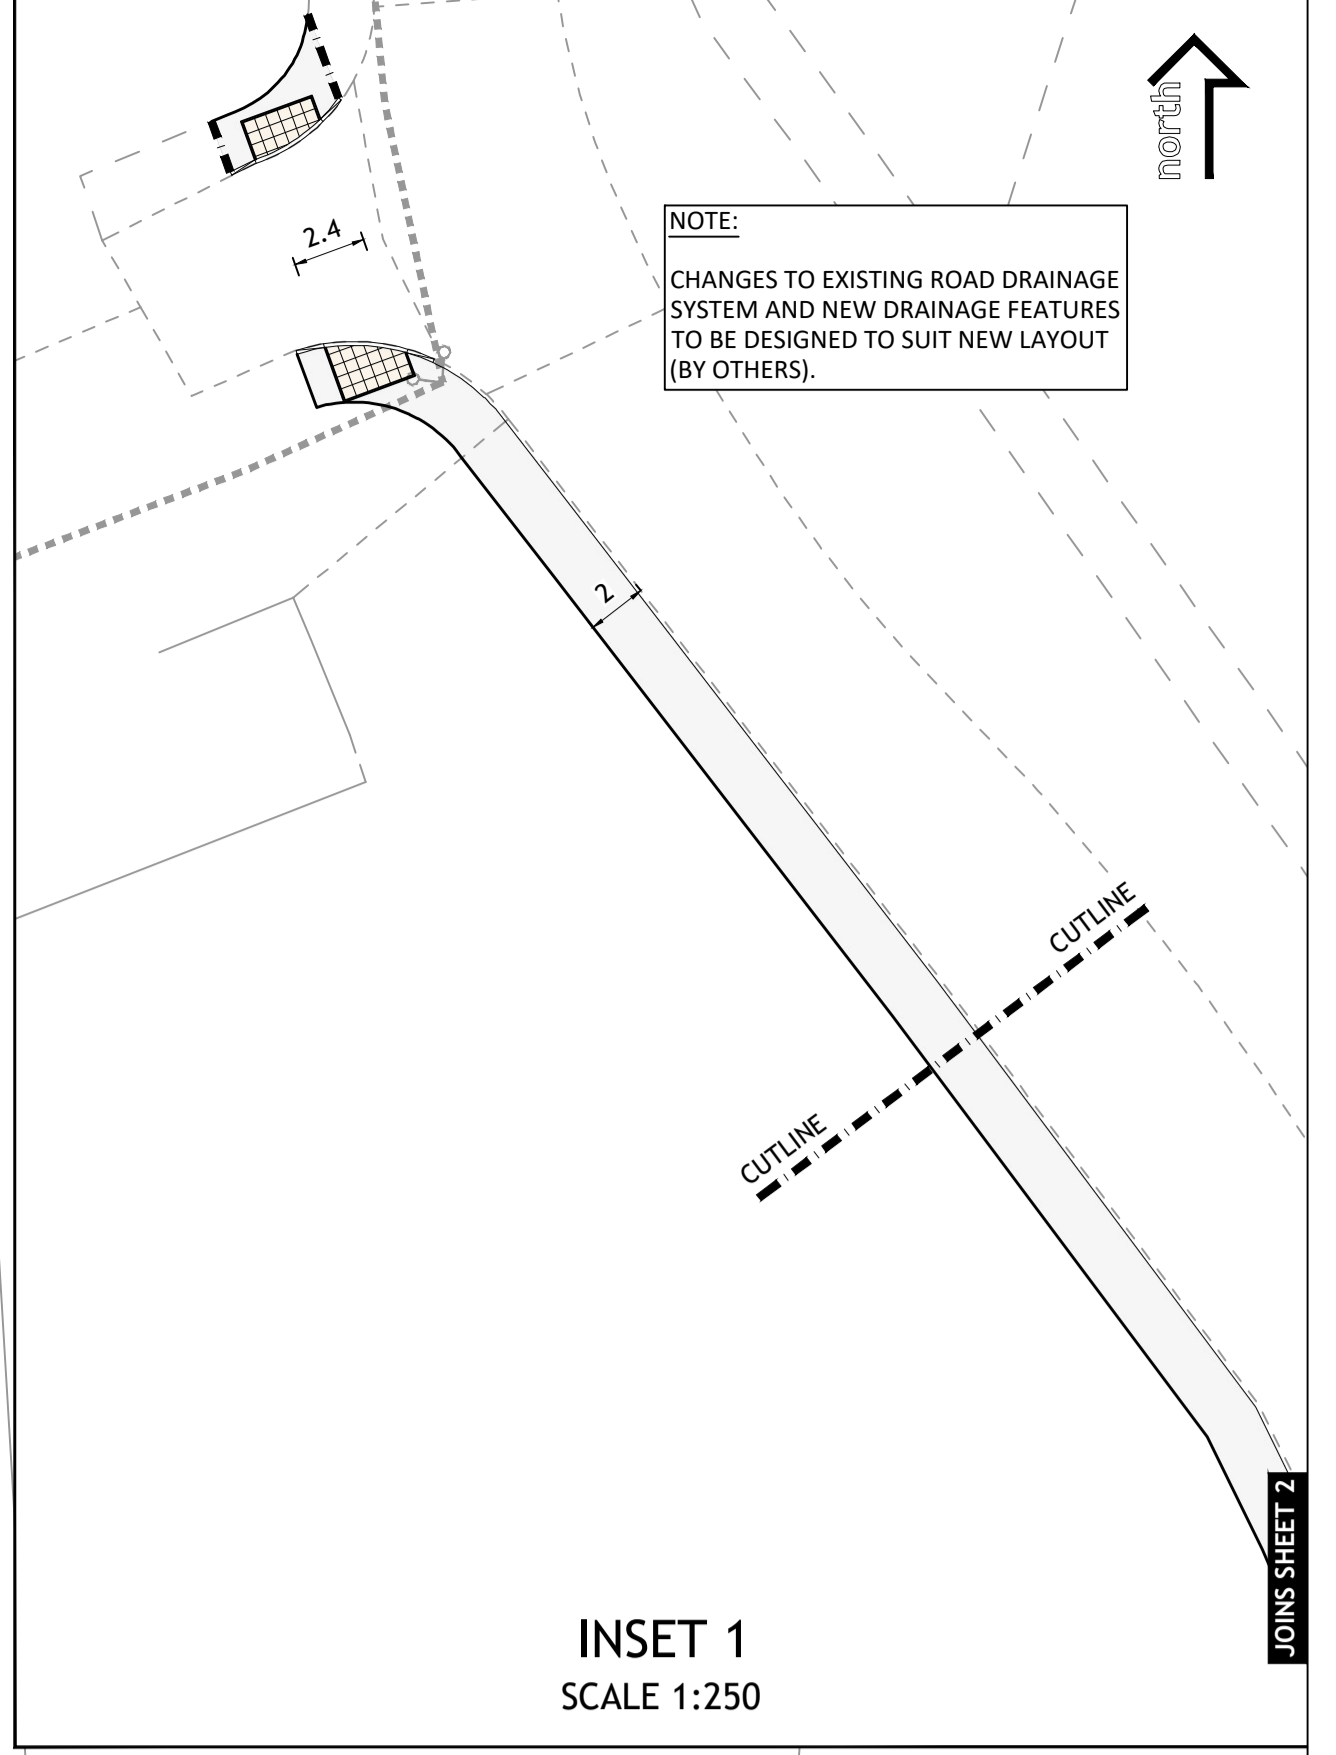 north
2.4
NOTE:
CHANGES TO EXISTING ROAD DRAINAGE
SYSTEM AND NEW DRAINAGE FEATURES
TO BE DESIGNED TO SUIT NEW LAYOUT
(BY OTHERS).
2
CUTLINE
CUTLINE
JOINS SHEET 2
INSET 1
SCALE 1:250